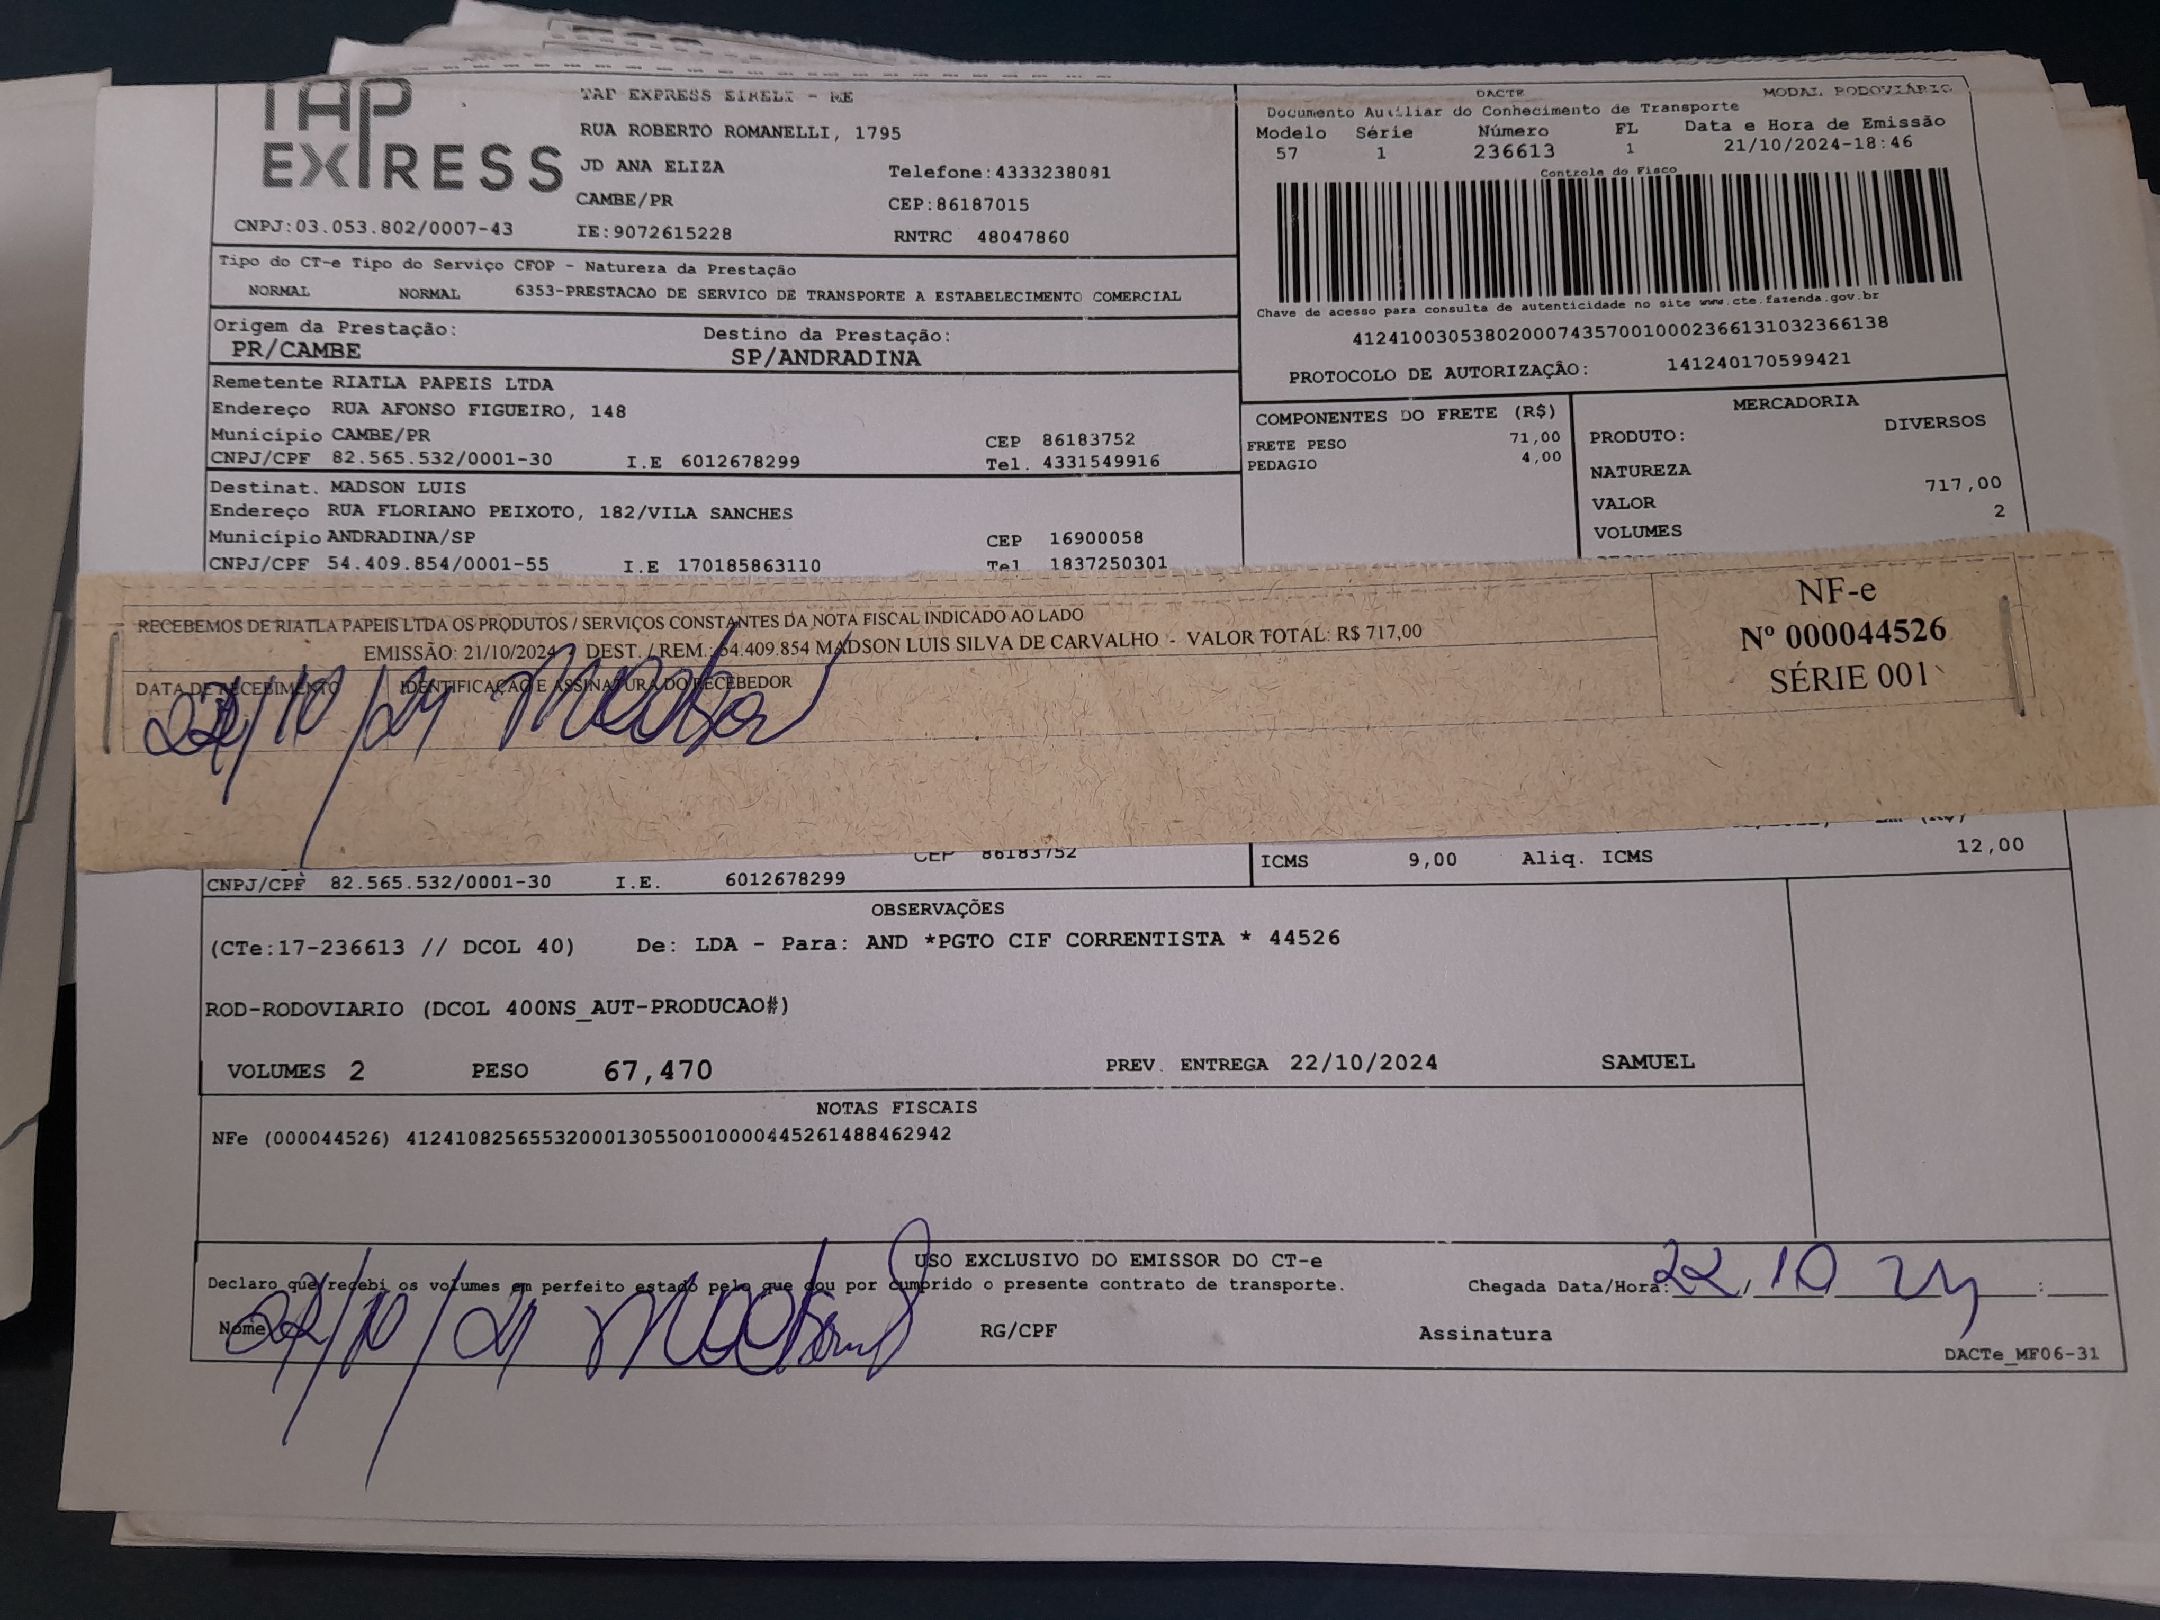 TAP EXPRESS
TAP EXPRESS EIRELI - ME
RUA ROBERTO ROMANELLI, 1795
JD ANA ELIZA Telefone:4333238081
CAMBE/PR CEP:86187015
CNPJ:03.053.802/0007-43 IE:9072615228 RNTRC 48047860
DACTE MODAL RODOVIÁRIO
Documento Auxiliar do Conhecimento de Transporte
Modelo Série Número FL Data e Hora de Emissão
57 1 236613 1 21/10/2024-18:46
Controle do Fisco
Chave de acesso para consulta de autenticidade no site www.cte.fazenda.gov.br
41241003053802000743570010002366131032366138
PROTOCOLO DE AUTORIZAÇÃO: 141240170599421
Tipo do CT-e Tipo do Serviço CFOP - Natureza da Prestação
NORMAL NORMAL 6353-PRESTACAO DE SERVICO DE TRANSPORTE A ESTABELECIMENTO COMERCIAL
Origem da Prestação: Destino da Prestação:
PR/CAMBE SP/ANDRADINA
Remetente RIATLA PAPEIS LTDA
Endereço RUA AFONSO FIGUEIRO, 148
Município CAMBE/PR CEP 86183752
CNPJ/CPF 82.565.532/0001-30 I.E 6012678299 Tel. 4331549916
Destinat. MADSON LUIS
Endereço RUA FLORIANO PEIXOTO, 182/VILA SANCHES
Município ANDRADINA/SP CEP 16900058
CNPJ/CPF 54.409.854/0001-55 I.E 170185863110 Tel 1837250301
COMPONENTES DO FRETE (R$)
FRETE PESO 71,00
PEDAGIO 4,00
MERCADORIA
PRODUTO: DIVERSOS
NATUREZA
VALOR 717,00
VOLUMES 2
RECEBEMOS DE RIATLA PAPEIS LTDA OS PRODUTOS / SERVIÇOS CONSTANTES DA NOTA FISCAL INDICADO AO LADO
EMISSÃO: 21/10/2024 DEST. / REM.: 54.409.854 MADSON LUIS SILVA DE CARVALHO - VALOR TOTAL: R$ 717,00
DATA DE RECEBIMENTO IDENTIFICAÇÃO E ASSINATURA DO RECEBEDOR
22/10/24
NF-e
Nº 000044526
SÉRIE 001
CEP 86183752
CNPJ/CPF 82.565.532/0001-30 I.E. 6012678299
ICMS 9,00 Aliq. ICMS 12,00
OBSERVAÇÕES
(CTe:17-236613 // DCOL 40) De: LDA - Para: AND *PGTO CIF CORRENTISTA * 44526
ROD-RODOVIARIO (DCOL 400NS_AUT-PRODUCAO#)
VOLUMES 2 PESO 67,470 PREV. ENTREGA 22/10/2024 SAMUEL
NOTAS FISCAIS
NFe (000044526) 41241082565532000130550010000445261488462942
USO EXCLUSIVO DO EMISSOR DO CT-e
Declaro que recebi os volumes em perfeito estado pelo que dou por cumprido o presente contrato de transporte. Chegada Data/Hora: 22/10 24 :
Nome 22/10/24 RG/CPF Assinatura
DACTe_MF06-31